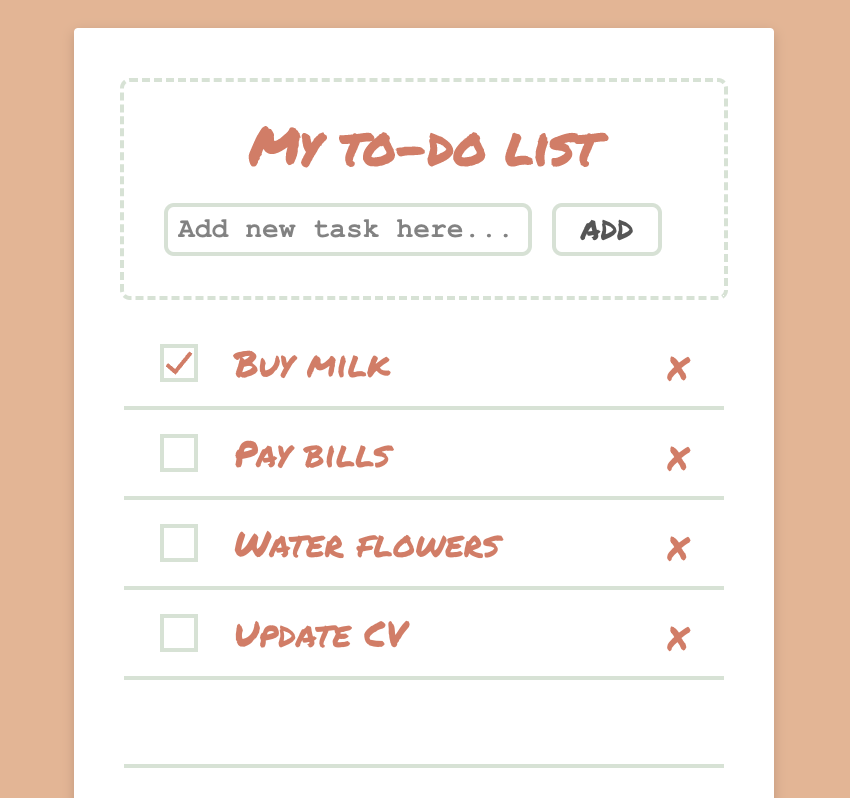 My to-do list
Add new task here... Add
Buy milk x
Pay bills x
Water flowers x
Update CV x